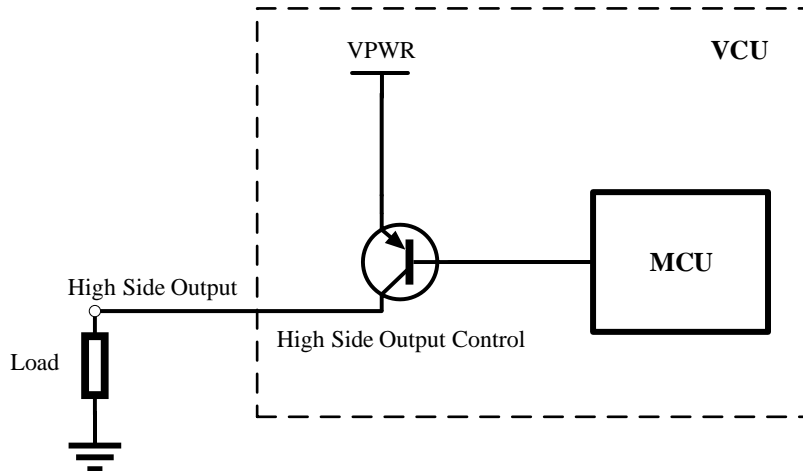 VPWR
VCU
MCU
High Side Output
High Side Output Control
Load